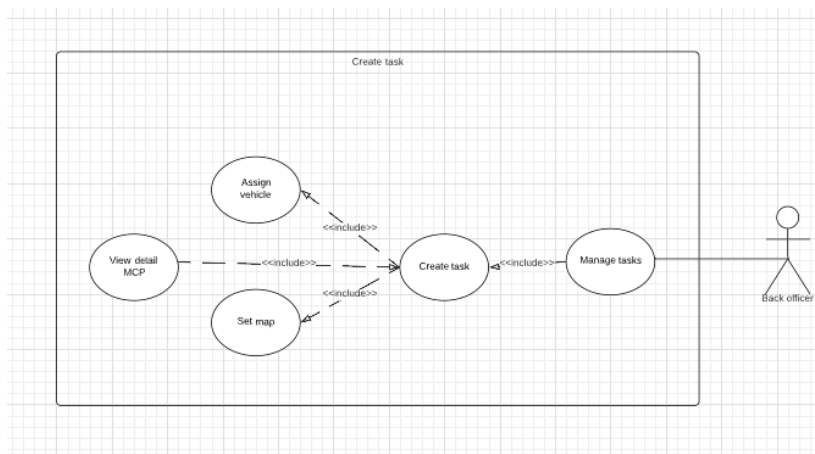 Create task
Assign
vehicle
<<include>>
View detail
MCP
<<include>>
Create task
<<include>>
Manage tasks
<<include>>
Set map
Back officer